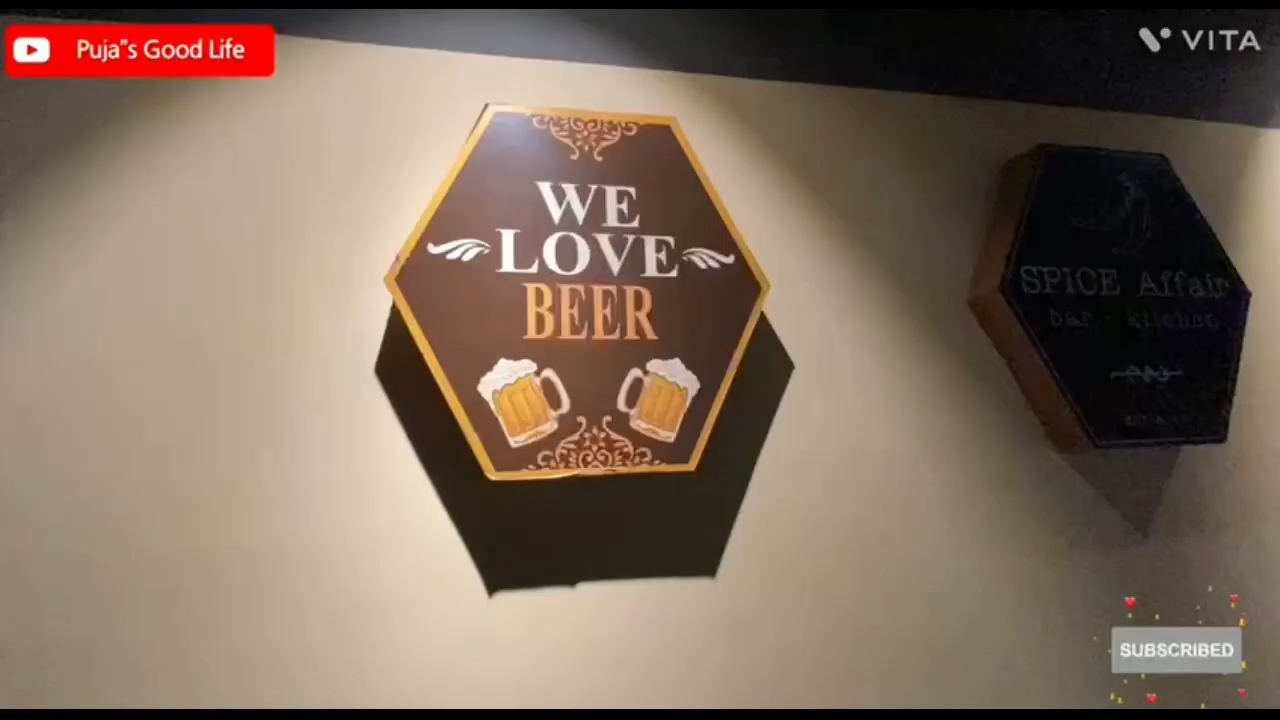 Puja"s Good Life
VITA
WE
LOVE
BEER
SPICE Affair
bar - kitchen
SUBSCRIBED